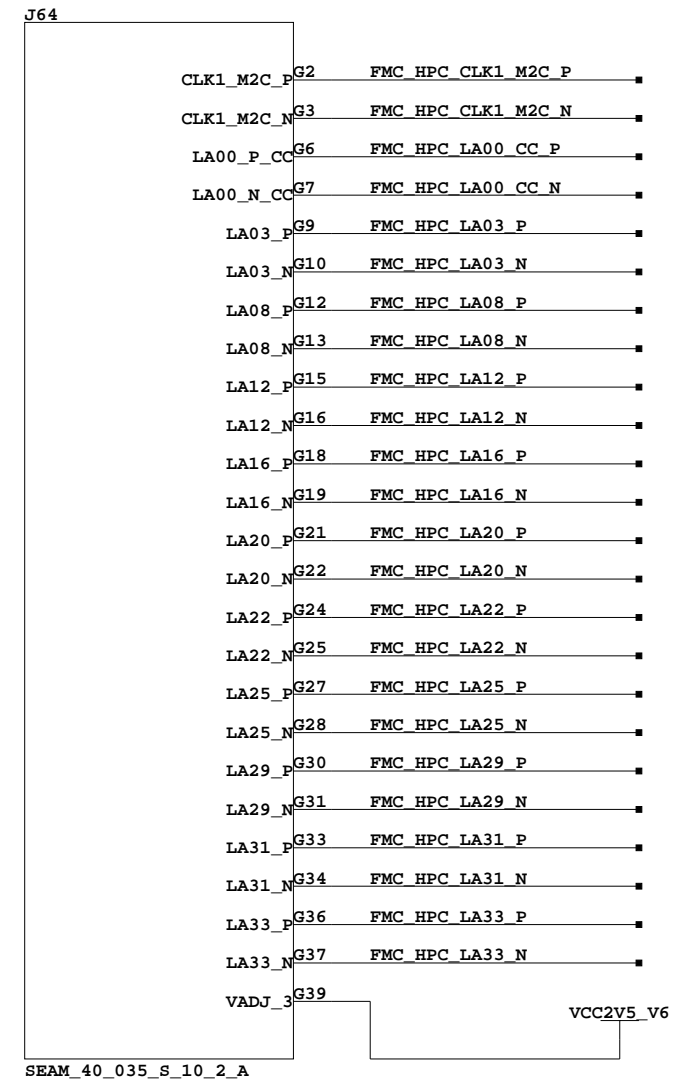 J64
CLK1_M2C_P G2 FMC_HPC_CLK1_M2C_P
CLK1_M2C_N G3 FMC_HPC_CLK1_M2C_N
LA00_P_CC G6 FMC_HPC_LA00_CC_P
LA00_N_CC G7 FMC_HPC_LA00_CC_N
LA03_P G9 FMC_HPC_LA03_P
LA03_N G10 FMC_HPC_LA03_N
LA08_P G12 FMC_HPC_LA08_P
LA08_N G13 FMC_HPC_LA08_N
LA12_P G15 FMC_HPC_LA12_P
LA12_N G16 FMC_HPC_LA12_N
LA16_P G18 FMC_HPC_LA16_P
LA16_N G19 FMC_HPC_LA16_N
LA20_P G21 FMC_HPC_LA20_P
LA20_N G22 FMC_HPC_LA20_N
LA22_P G24 FMC_HPC_LA22_P
LA22_N G25 FMC_HPC_LA22_N
LA25_P G27 FMC_HPC_LA25_P
LA25_N G28 FMC_HPC_LA25_N
LA29_P G30 FMC_HPC_LA29_P
LA29_N G31 FMC_HPC_LA29_N
LA31_P G33 FMC_HPC_LA31_P
LA31_N G34 FMC_HPC_LA31_N
LA33_P G36 FMC_HPC_LA33_P
LA33_N G37 FMC_HPC_LA33_N
VADJ_3 G39
VCC2V5_V6
SEAM_40_035_S_10_2_A